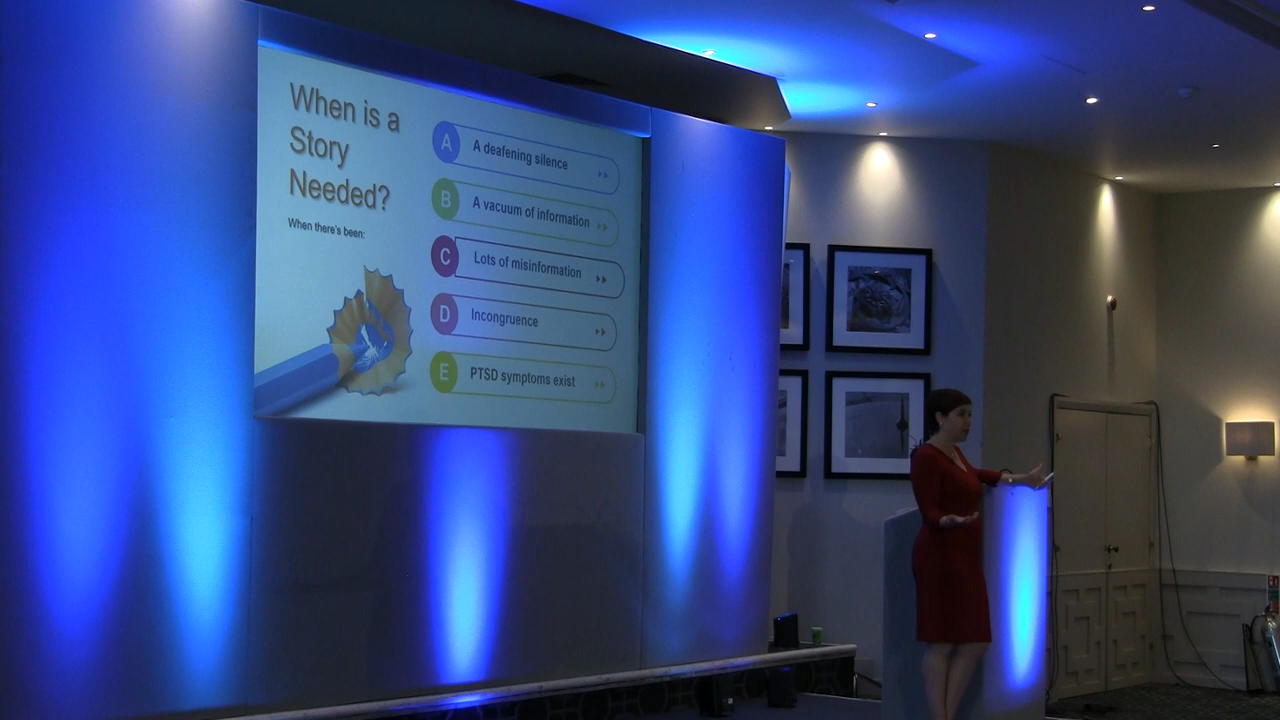 When is a
Story
Needed?
When there's been:
A A deafening silence
B A vacuum of information
C Lots of misinformation
D Incongruence
E PTSD symptoms exist